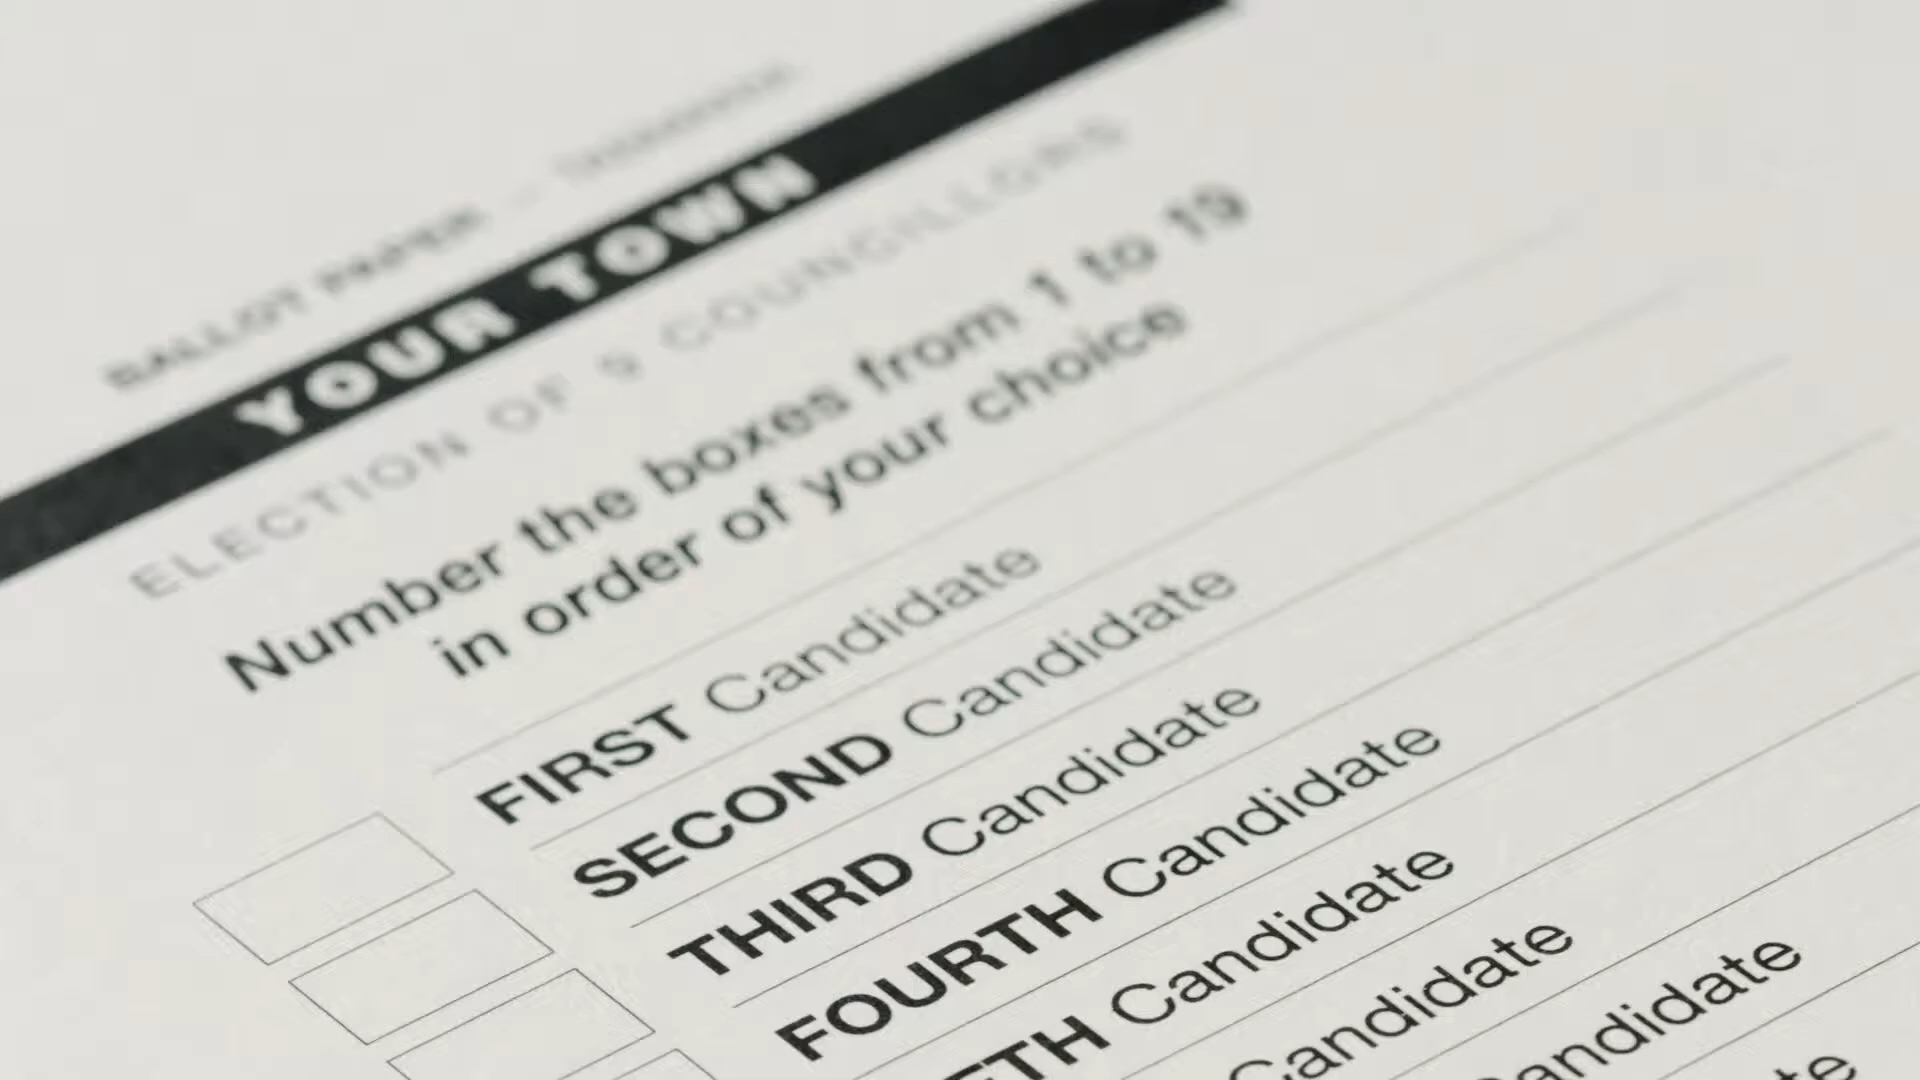 BALLOT PAPER – TASMANIA
YOUR TOWN
ELECTION OF 9 COUNCILLORS
Number the boxes from 1 to 19
in order of your choice
FIRST Candidate
SECOND Candidate
THIRD Candidate
FOURTH Candidate
Candidate
Candidate